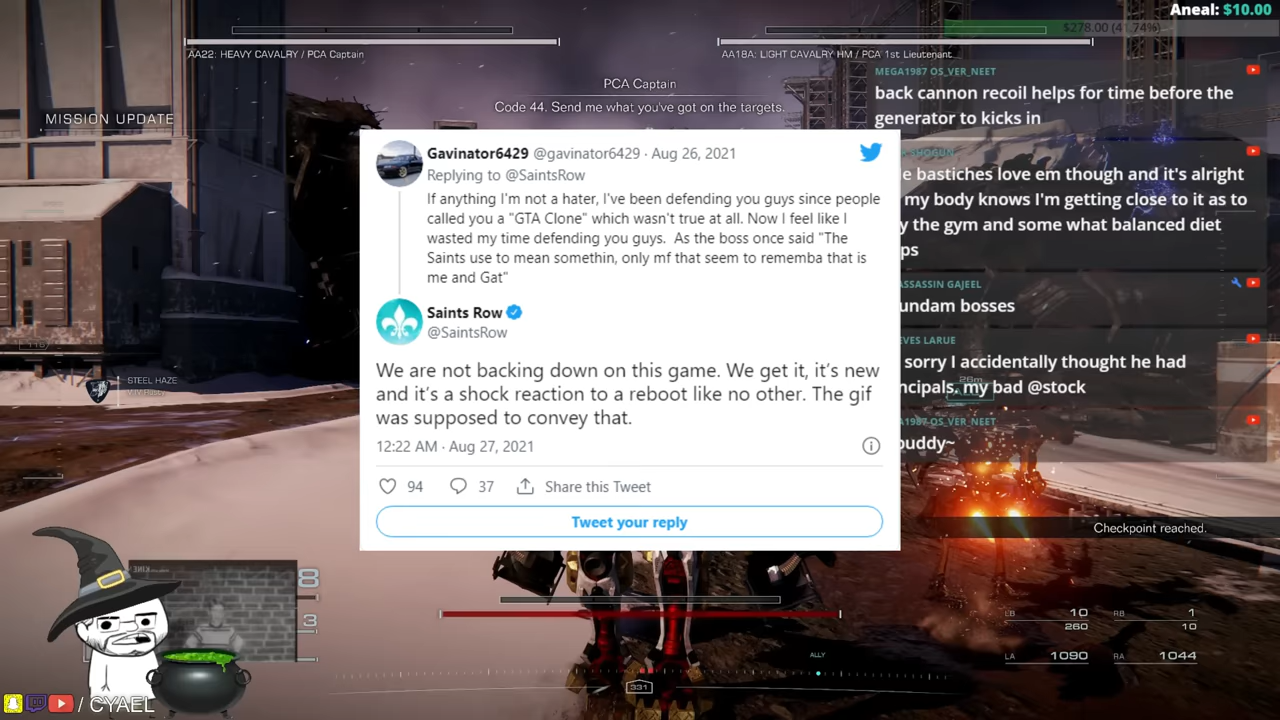 Aneal: $10.00
$278.00 (41.74%)
AA22: HEAVY CAVALRY / PCA Captain
AA18A: LIGHT CAVALRY HM / PCA 1st Lieutenant
PCA Captain
Code 44. Send me what you've got on the targets.
MISSION UPDATE
Gavinator6429 @gavinator6429 · Aug 26, 2021
Replying to @SaintsRow
If anything I'm not a hater, I've been defending you guys since people
called you a "GTA Clone" which wasn't true at all. Now I feel like I
wasted my time defending you guys.  As the boss once said "The
Saints use to mean somethin, only mf that seem to rememba that is
me and Gat"
Saints Row
@SaintsRow
We are not backing down on this game. We get it, it's new
and it's a shock reaction to a reboot like no other. The gif
was supposed to convey that.
12:22 AM · Aug 27, 2021
94 37 Share this Tweet
Tweet your reply
MEGA1987 OS_VER_NEET
back cannon recoil helps for time before the
generator to kicks in
SHOGUN
e bastiches love em though and it's alright
my body knows I'm getting close to it as to
y the gym and some what balanced diet
ps
ASSASSIN GAJEEL
undam bosses
EVES LARUE
sorry I accidentally thought he had
ncipals, my bad @stock
A1987 OS_VER_NEET
buddy~
STEEL HAZE
Checkpoint reached.
8
3
LB 10 RB 1
260 10
LA 1090 RA 1044
ALLY
331
/ CYAEL